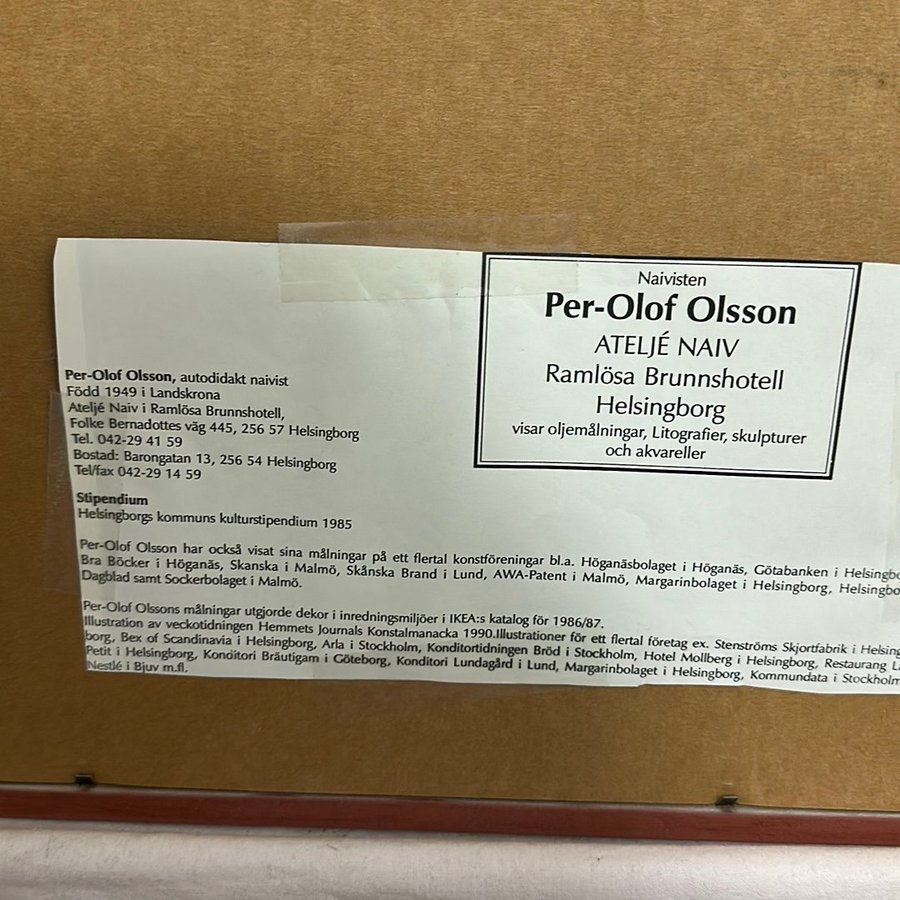 Naivisten
Per-Olof Olsson
ATELJÉ NAIV
Ramlösa Brunnshotell
Helsingborg
visar oljemålningar, Litografier, skulpturer
och akvareller
Per-Olof Olsson, autodidakt naivist
Född 1949 i Landskrona
Ateljé Naiv i Ramlösa Brunnshotell,
Folke Bernadottes väg 445, 256 57 Helsingborg
Tel. 042-29 41 59
Bostad: Barongatan 13, 256 54 Helsingborg
Tel/fax 042-29 14 59
Stipendium
Helsingborgs kommuns kulturstipendium 1985
Per-Olof Olsson har också visat sina målningar på ett flertal konstföreningar bl.a. Höganäsbolaget i Höganäs, Götabanken i Helsingbo
Bra Böcker i Höganäs, Skanska i Malmö, Skånska Brand i Lund, AWA-Patent i Malmö, Margarinbolaget i Helsingborg, Helsingbo
Dagblad samt Sockerbolaget i Malmö.
Per-Olof Olssons målningar utgjorde dekor i inredningsmiljöer i IKEA:s katalog för 1986/87.
Illustration av veckotidningen Hemmets Journals Konstalmanacka 1990.Illustrationer för ett flertal företag ex. Stenströms Skjortfabrik i Helsing
borg, Bex of Scandinavia i Helsingborg, Arla i Stockholm, Konditortidningen Bröd i Stockholm, Hotel Mollberg i Helsingborg, Restaurang L
Petit i Helsingborg, Konditori Bräutigam i Göteborg, Konditori Lundagård i Lund, Margarinbolaget i Helsingborg, Kommundata i Stockholm
Nestlé i Bjuv m.fl.